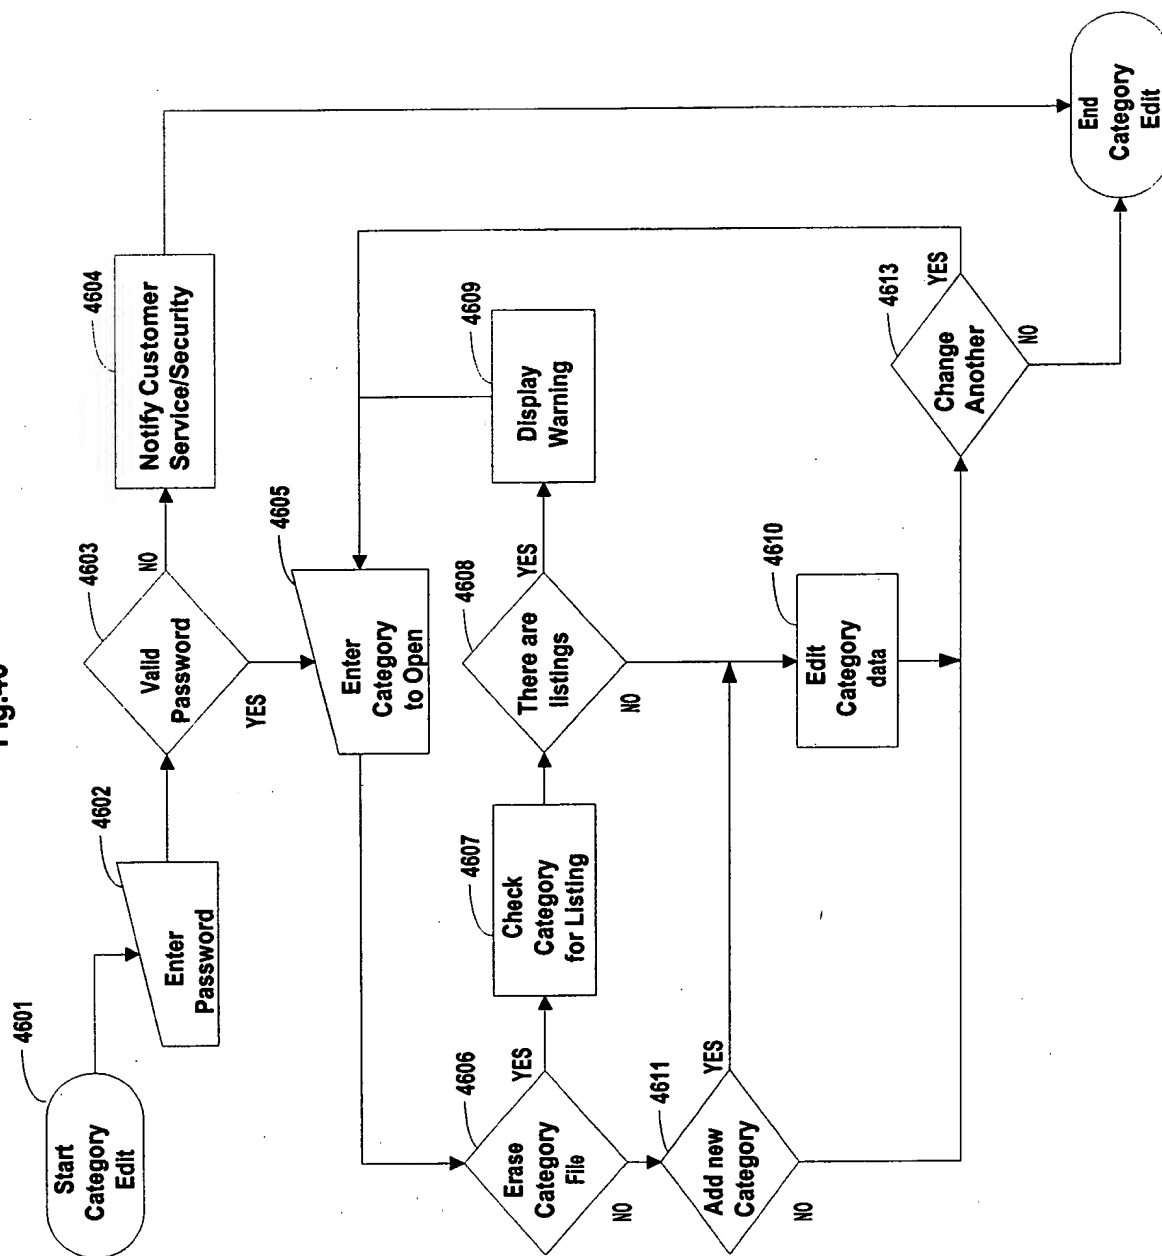 4601
Start
Category
Edit
4602
Enter
Password
4603
Valid
Password
NO
YES
4604
Notify Customer
Service/Security
4605
Enter
Category
to Open
4606
Erase
Category
File
YES
NO
4607
Check
Category
for Listing
4608
There are
listings
YES
NO
4609
Display
Warning
4611
Add new
Category
YES
NO
4610
Edit
Category
data
4613
Change
Another
YES
NO
End
Category
Edit